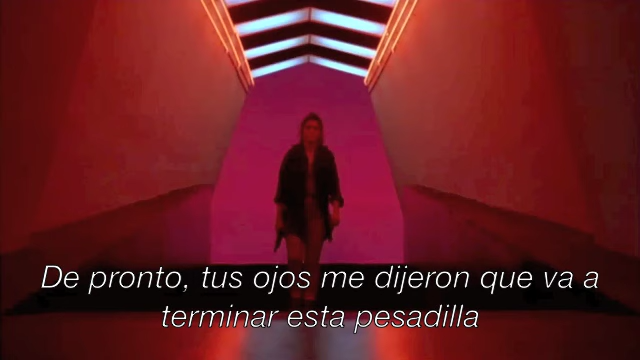 De pronto, tus ojos me dijeron que va a
terminar esta pesadilla